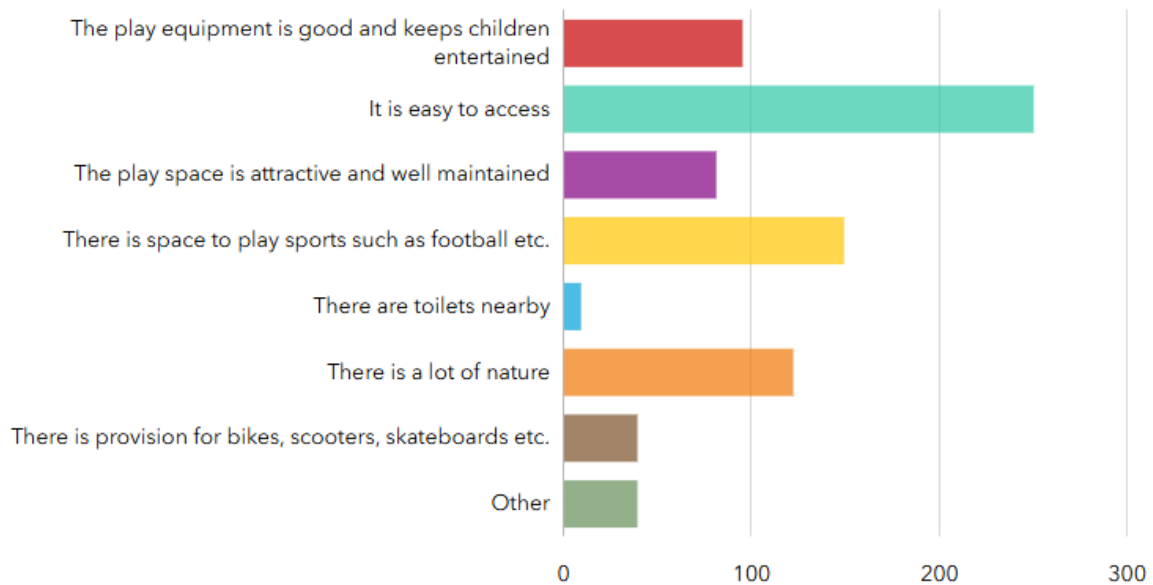 The play equipment is good and keeps children
entertained
It is easy to access
The play space is attractive and well maintained
There is space to play sports such as football etc.
There are toilets nearby
There is a lot of nature
There is provision for bikes, scooters, skateboards etc.
Other
0 100 200 300